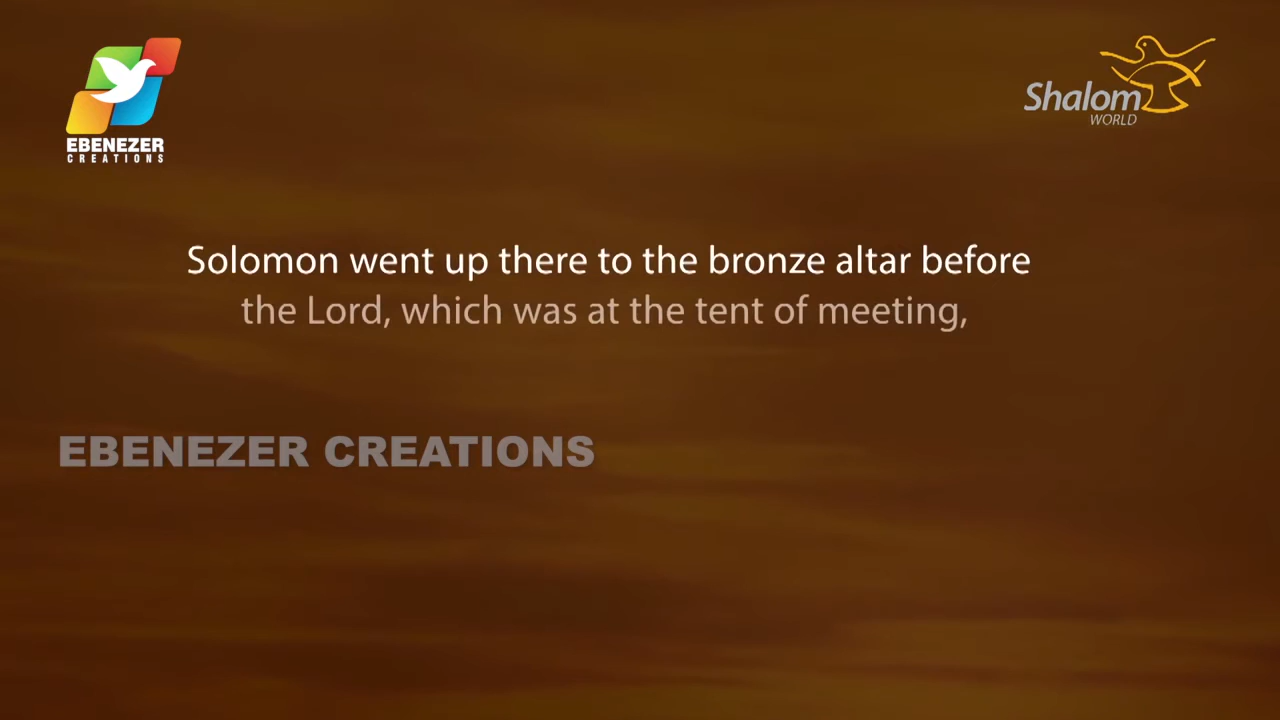 EBENEZER
CREATIONS
Shalom
WORLD
Solomon went up there to the bronze altar before
the Lord, which was at the tent of meeting,
EBENEZER CREATIONS